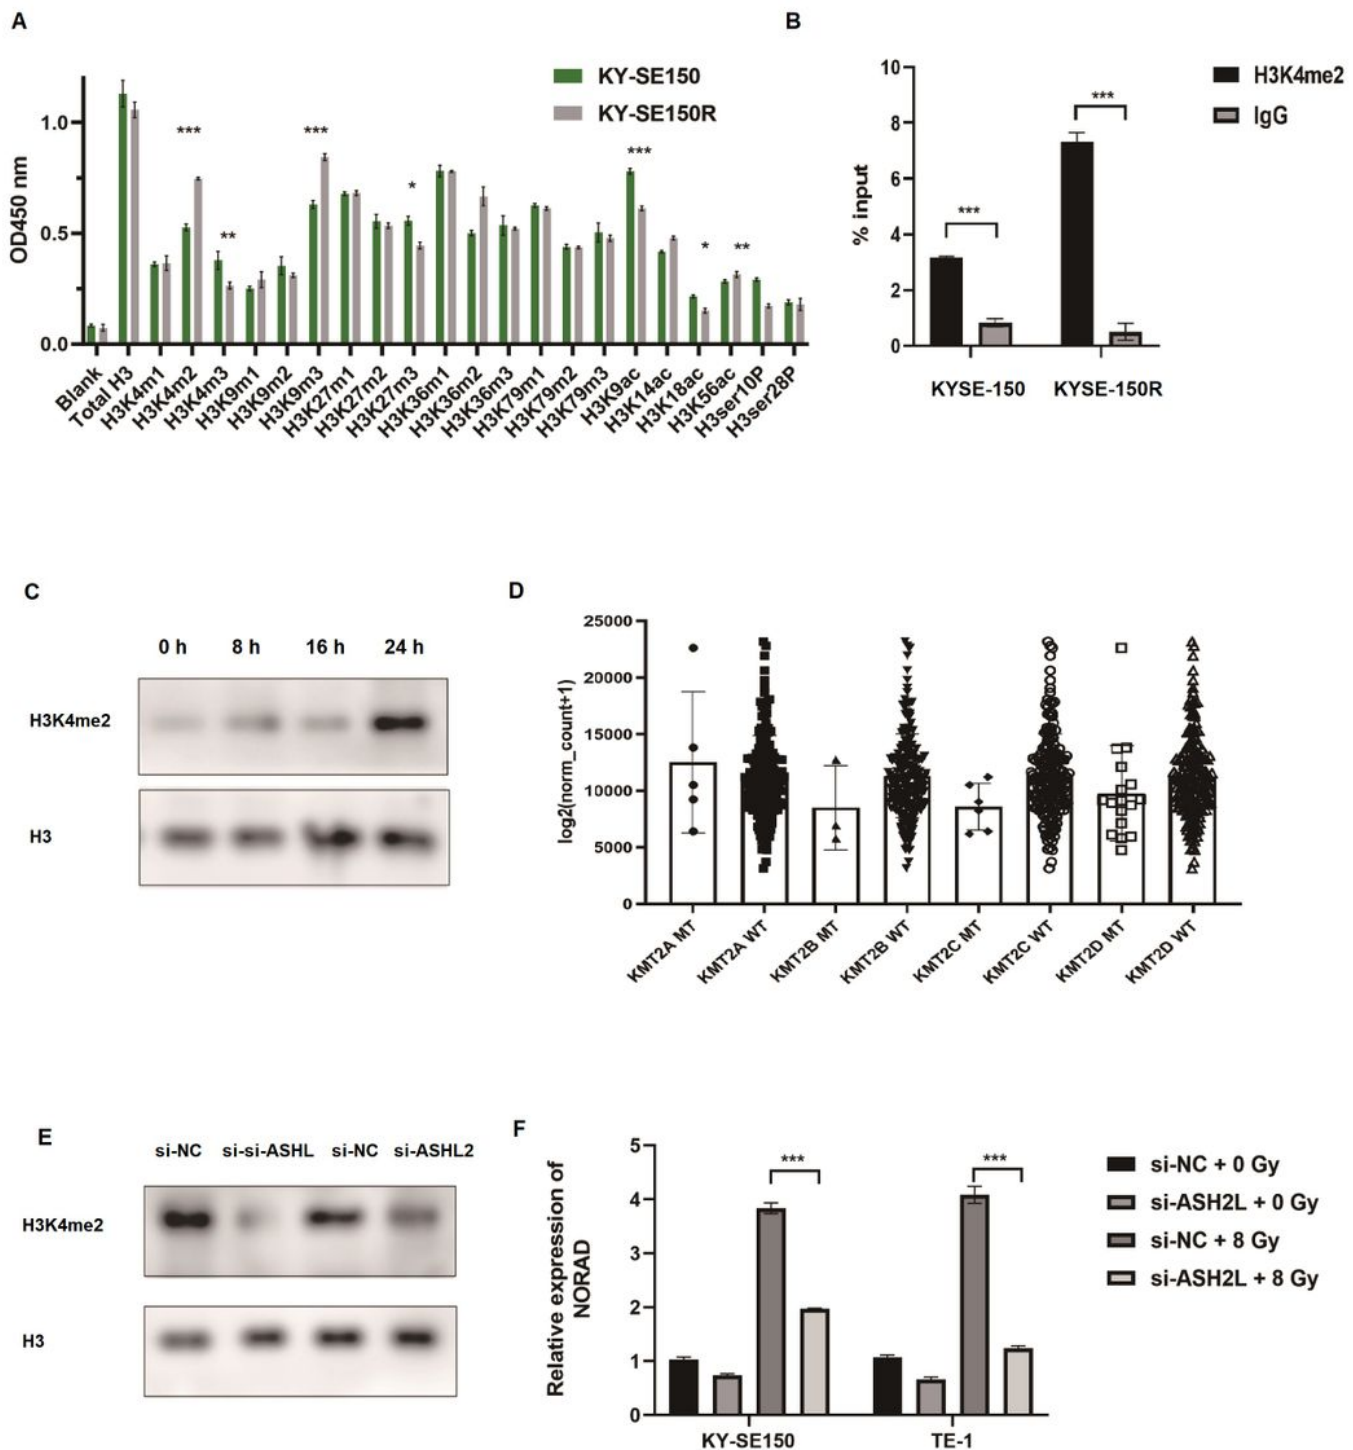 A
KY-SE150
KY-SE150R
OD450 nm
1.0
0.5
0.0
***
***
**
*
***
*
**
Blank
Total H3
H3K4m1
H3K4m2
H3K4m3
H3K9m1
H3K9m2
H3K9m3
H3K27m1
H3K27m2
H3K27m3
H3K36m1
H3K36m2
H3K36m3
H3K79m1
H3K79m2
H3K79m3
H3K9ac
H3K14ac
H3K18ac
H3K56ac
H3ser10P
H3ser28P
B
H3K4me2
IgG
% input
10
8
6
4
2
0
***
***
KYSE-150
KYSE-150R
C
0 h 8 h 16 h 24 h
H3K4me2
H3
D
log2(norm_count+1)
25000
20000
15000
10000
5000
0
KMT2A MT
KMT2A WT
KMT2B MT
KMT2B WT
KMT2C MT
KMT2C WT
KMT2D MT
KMT2D WT
E
si-NC si-si-ASHL si-NC si-ASHL2
H3K4me2
H3
F
Relative expression of
NORAD
5
4
3
2
1
0
***
***
KY-SE150
TE-1
si-NC + 0 Gy
si-ASH2L + 0 Gy
si-NC + 8 Gy
si-ASH2L + 8 Gy